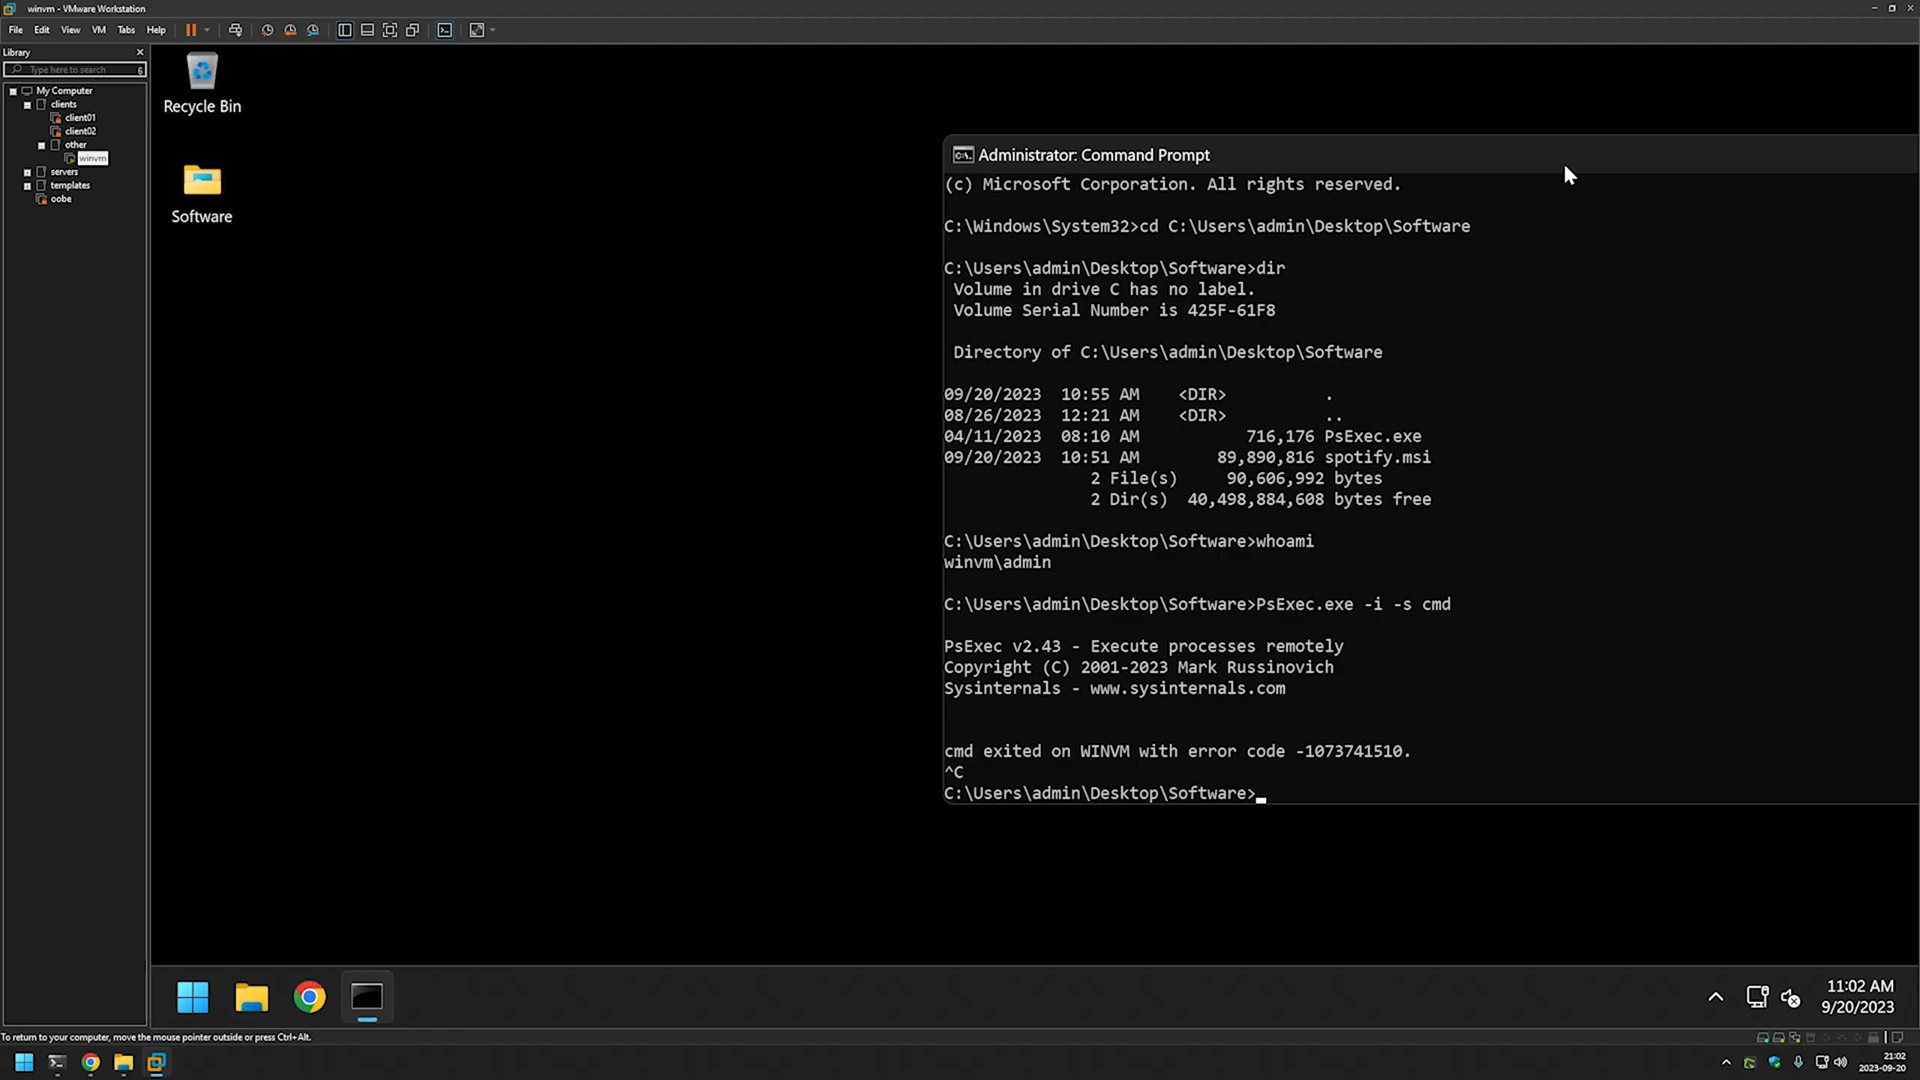 winvm - VMware Workstation
File Edit View VM Tabs Help
Library
Type here to search
My Computer
clients
client01
client02
other
winvm
servers
templates
oobe
Recycle Bin
Software
Administrator: Command Prompt
(c) Microsoft Corporation. All rights reserved.
C:\Windows\System32>cd C:\Users\admin\Desktop\Software
C:\Users\admin\Desktop\Software>dir
Volume in drive C has no label.
Volume Serial Number is 425F-61F8
Directory of C:\Users\admin\Desktop\Software
09/20/2023 10:55 AM <DIR> .
08/26/2023 12:21 AM <DIR> ..
04/11/2023 08:10 AM 716,176 PsExec.exe
09/20/2023 10:51 AM 89,890,816 spotify.msi
2 File(s) 90,606,992 bytes
2 Dir(s) 40,498,884,608 bytes free
C:\Users\admin\Desktop\Software>whoami
winvm\admin
C:\Users\admin\Desktop\Software>PsExec.exe -i -s cmd
PsExec v2.43 - Execute processes remotely
Copyright (C) 2001-2023 Mark Russinovich
Sysinternals - www.sysinternals.com
cmd exited on WINVM with error code -1073741510.
^C
C:\Users\admin\Desktop\Software>
11:02 AM
9/20/2023
To return to your computer, move the mouse pointer outside or press Ctrl+Alt.
21:02
2023-09-20